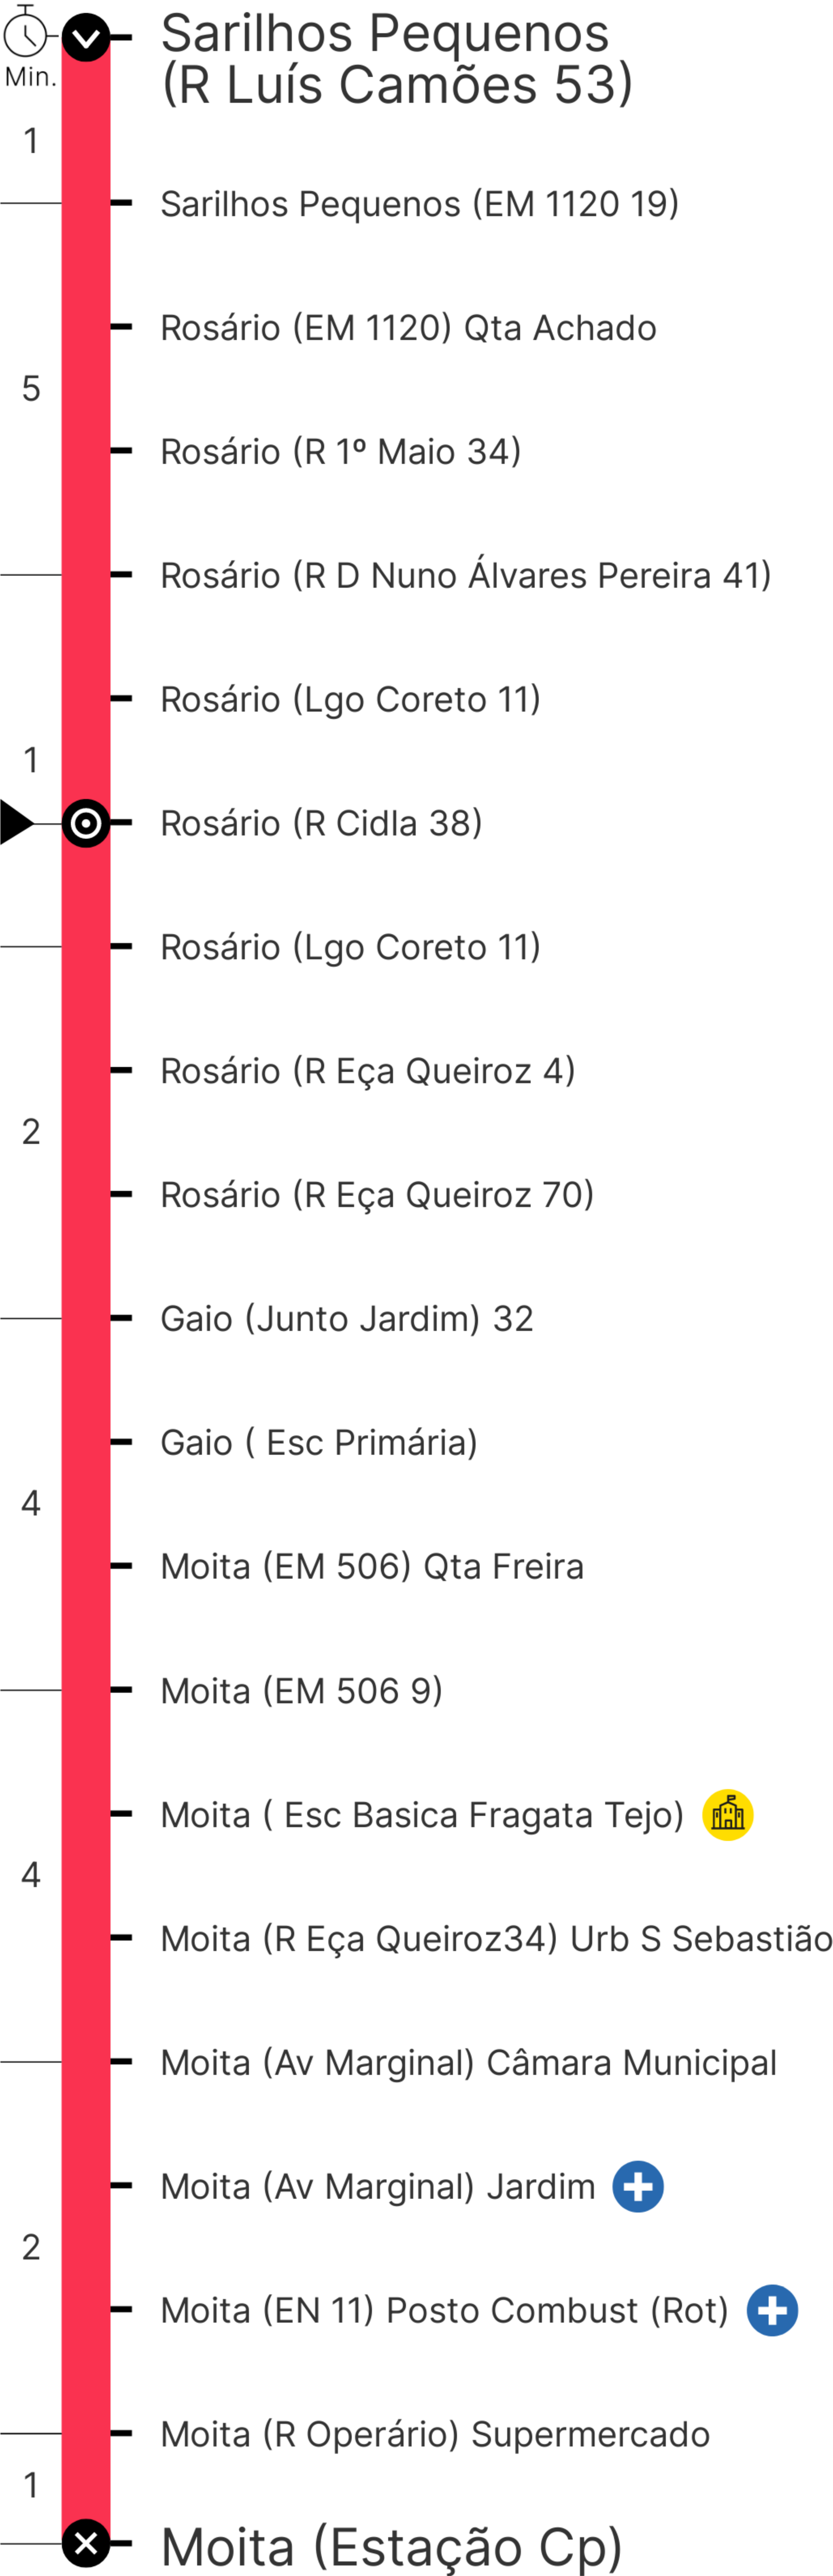 Sarilhos Pequenos
(R Luís Camões 53)
Min.
1
Sarilhos Pequenos (EM 1120 19)
Rosário (EM 1120) Qta Achado
5
Rosário (R 1º Maio 34)
Rosário (R D Nuno Álvares Pereira 41)
Rosário (Lgo Coreto 11)
1
Rosário (R Cidla 38)
Rosário (Lgo Coreto 11)
Rosário (R Eça Queiroz 4)
2
Rosário (R Eça Queiroz 70)
Gaio (Junto Jardim) 32
Gaio ( Esc Primária)
4
Moita (EM 506) Qta Freira
Moita (EM 506 9)
Moita ( Esc Basica Fragata Tejo)
4
Moita (R Eça Queiroz34) Urb S Sebastião
Moita (Av Marginal) Câmara Municipal
Moita (Av Marginal) Jardim
2
Moita (EN 11) Posto Combust (Rot)
Moita (R Operário) Supermercado
1
Moita (Estação Cp)